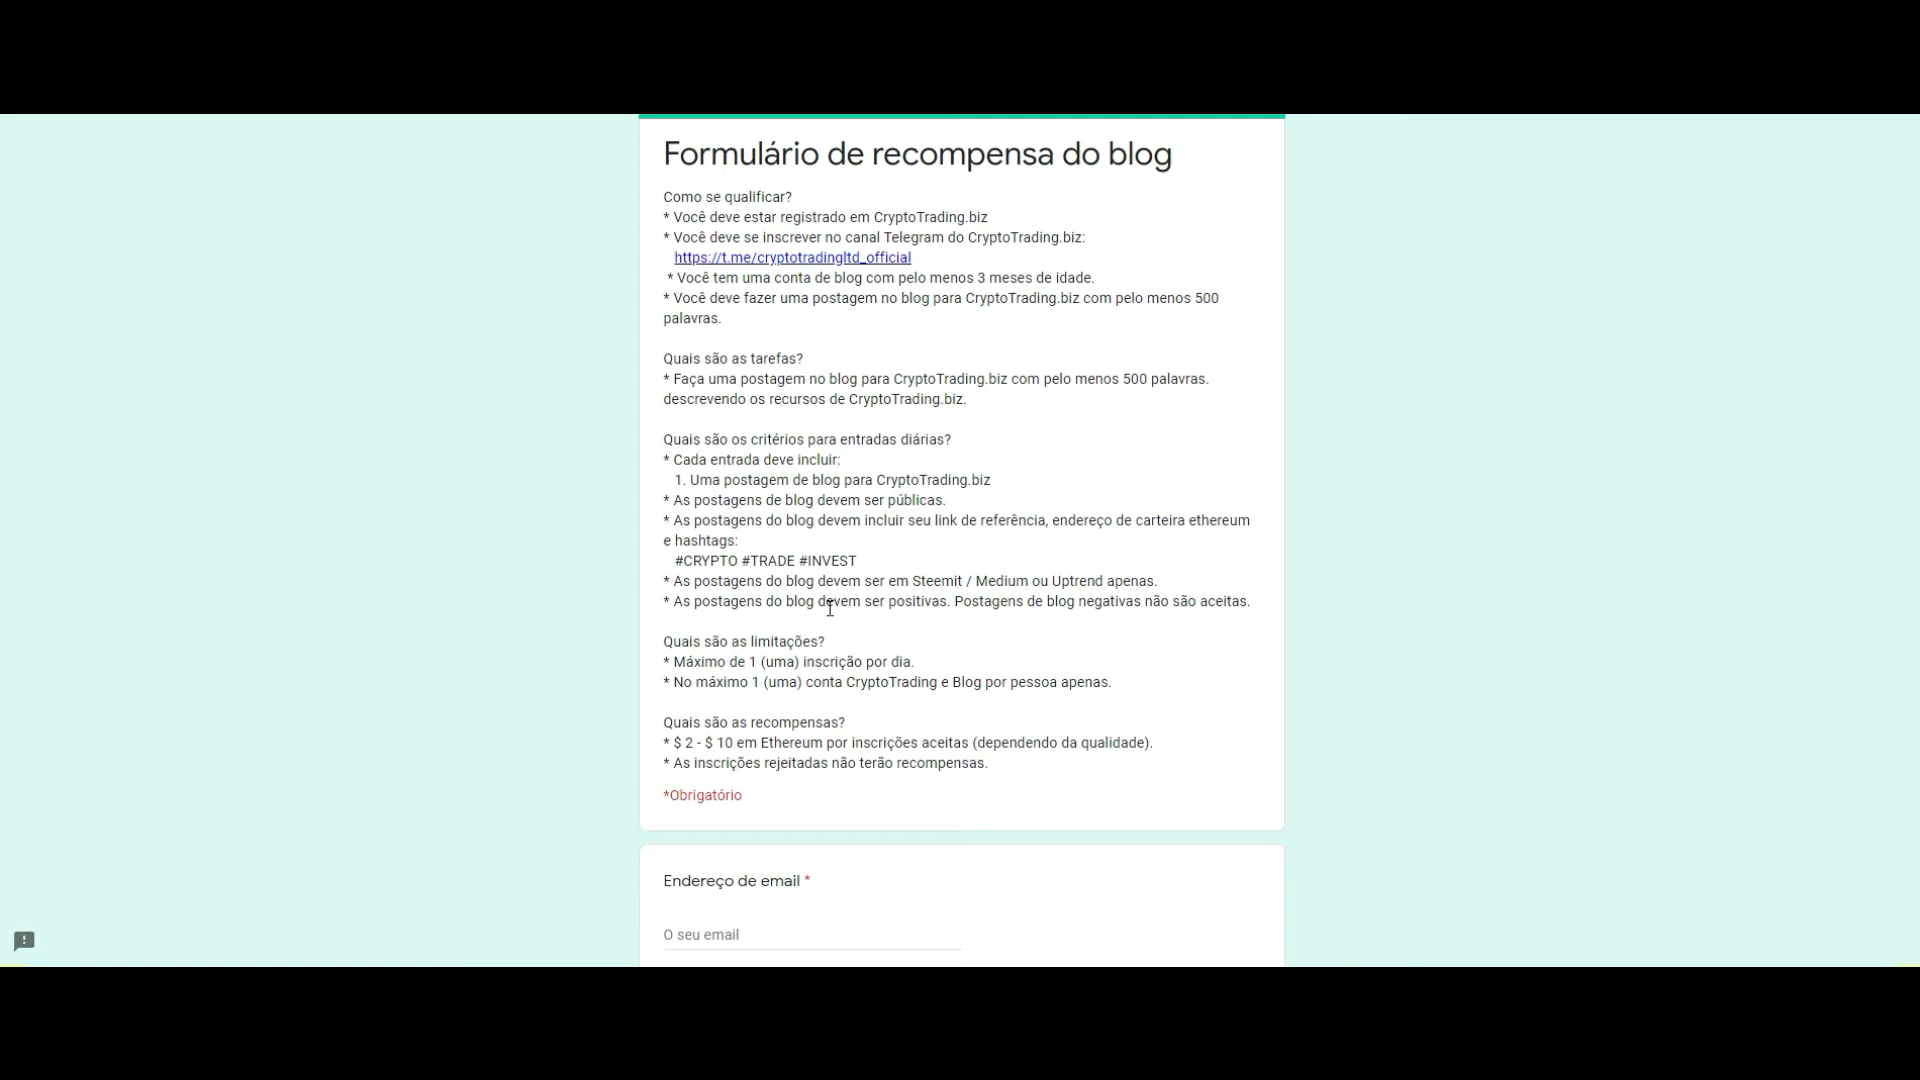 Formulário de recompensa do blog
Como se qualificar?
* Você deve estar registrado em CryptoTrading.biz
* Você deve se inscrever no canal Telegram do CryptoTrading.biz:
https://t.me/cryptotradingltd_official
* Você tem uma conta de blog com pelo menos 3 meses de idade.
* Você deve fazer uma postagem no blog para CryptoTrading.biz com pelo menos 500
palavras.
Quais são as tarefas?
* Faça uma postagem no blog para CryptoTrading.biz com pelo menos 500 palavras.
descrevendo os recursos de CryptoTrading.biz.
Quais são os critérios para entradas diárias?
* Cada entrada deve incluir:
1. Uma postagem de blog para CryptoTrading.biz
* As postagens de blog devem ser públicas.
* As postagens do blog devem incluir seu link de referência, endereço de carteira ethereum
e hashtags:
#CRYPTO #TRADE #INVEST
* As postagens do blog devem ser em Steemit / Medium ou Uptrend apenas.
* As postagens do blog devem ser positivas. Postagens de blog negativas não são aceitas.
Quais são as limitações?
* Máximo de 1 (uma) inscrição por dia.
* No máximo 1 (uma) conta CryptoTrading e Blog por pessoa apenas.
Quais são as recompensas?
* $ 2 - $ 10 em Ethereum por inscrições aceitas (dependendo da qualidade).
* As inscrições rejeitadas não terão recompensas.
*Obrigatório
Endereço de email *
O seu email